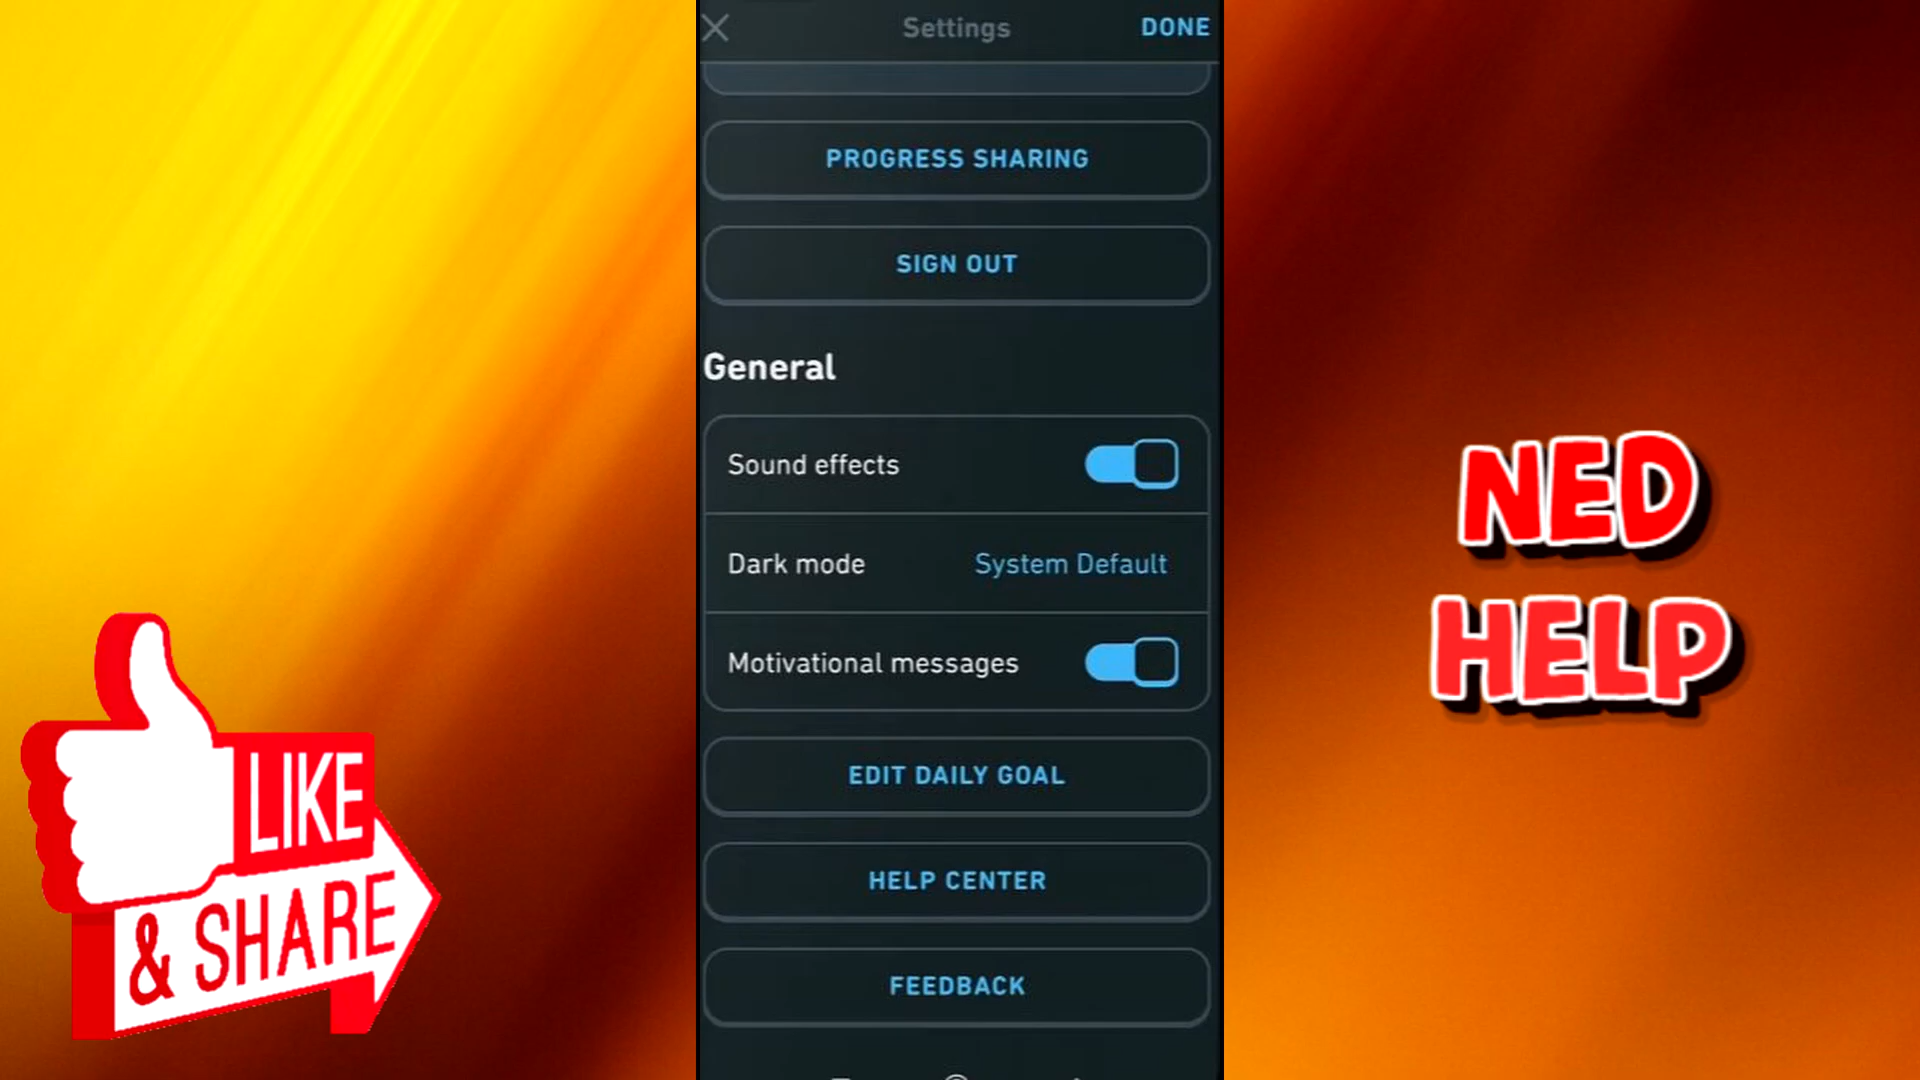 Settings
DONE
PROGRESS SHARING
SIGN OUT
General
Sound effects
Dark mode System Default
Motivational messages
EDIT DAILY GOAL
HELP CENTER
FEEDBACK
LIKE
& SHARE
NED
HELP